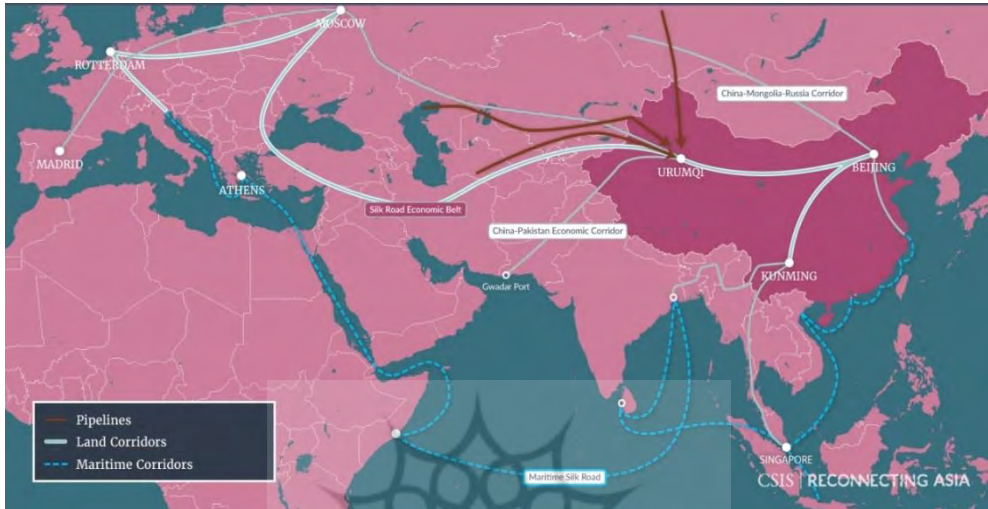 MOSCOW
ROTTERDAM
China-Mongolia-Russia Corridor
MADRID
URUMQI
BEIJING
ATHENS
Silk Road Economic Belt
China-Pakistan Economic Corridor
KUNMING
Gwadar Port
Pipelines
Land Corridors
Maritime Corridors
SINGAPORE
Maritime Silk Road
CSIS | RECONNECTING ASIA